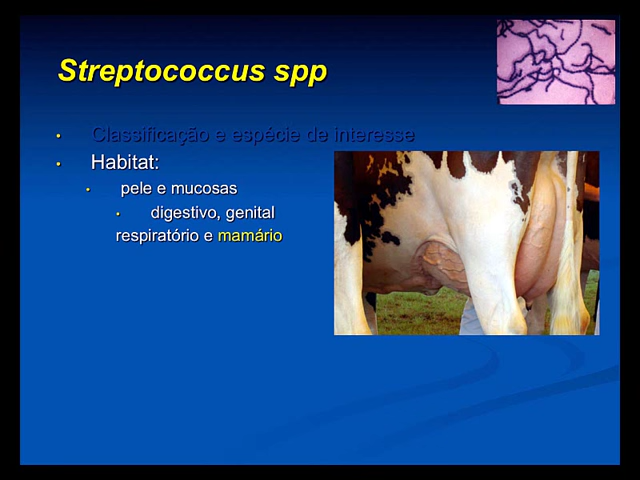 Streptococcus spp
• Classificação e espécie de interesse
• Habitat:
• pele e mucosas
• digestivo, genital
respiratório e mamário